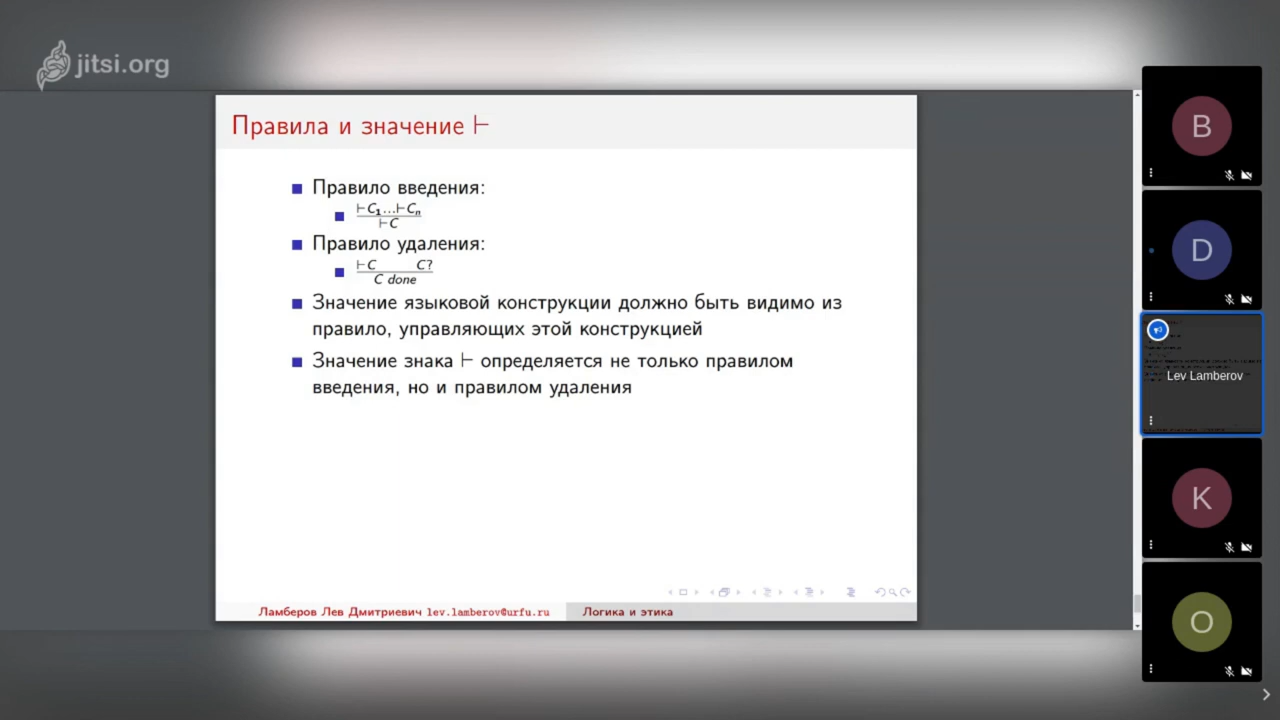 jitsi.org
Правила и значение ⊢
Правило введения:
⊢C₁…⊢Cₙ
⊢C
Правило удаления:
⊢C C?
C done
Значение языковой конструкции должно быть видимо из
правило, управляющих этой конструкцией
Значение знака ⊢ определяется не только правилом
введения, но и правилом удаления
Ламберов Лев Дмитриевич lev.lamberov@urfu.ru Логика и этика
B
D
Lev Lamberov
K
O